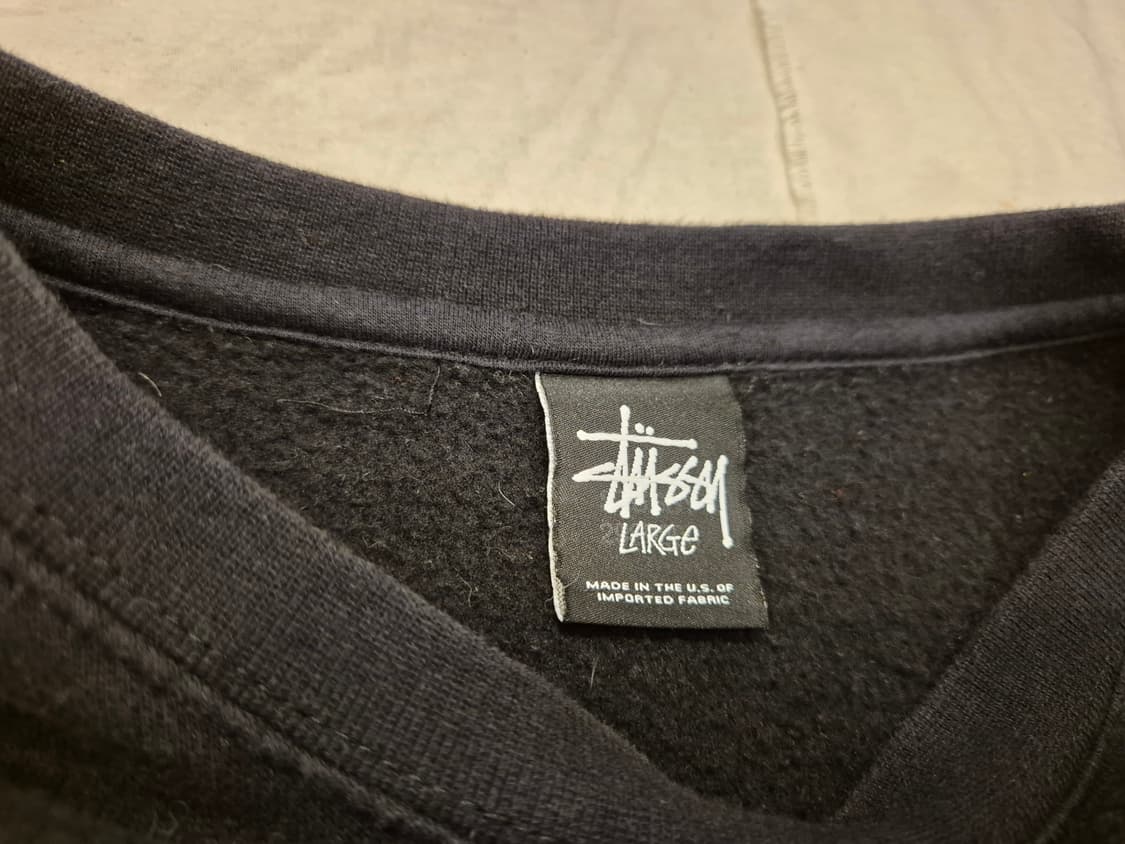 Stüssy
LARGE
MADE IN THE U.S. OF
IMPORTED FABRIC